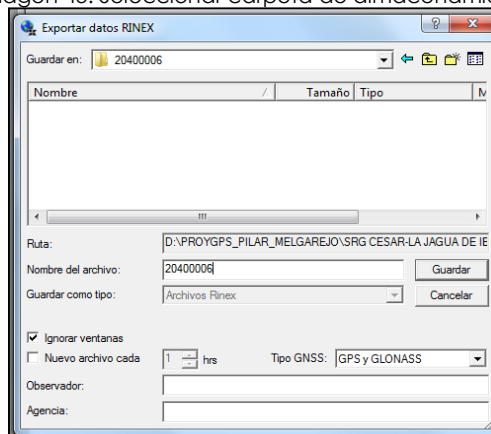 Exportar datos RINEX
Guardar en: 20400006
Nombre / Tamaño Tipo
Ruta: D:\PROYGPS_PILAR_MELGAREJO\SRG CESAR-LA JAGUA DE IE
Nombre del archivo: 20400006 Guardar
Guardar como tipo: Archivos Rinex Cancelar
Ignorar ventanas
Nuevo archivo cada 1 hrs Tipo GNSS: GPS y GLONASS
Observador:
Agencia: